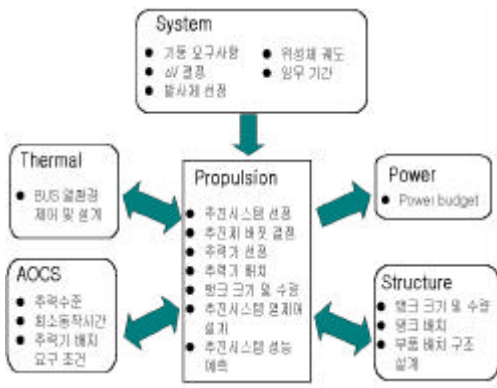 System
● 기동 요구사항
● ΔV 결정
● 발사체 선정
● 위성체 궤도
● 임무 기간
Thermal
● BUS 열환경
제어 및 설계
Propulsion
● 추진시스템 선정
● 추진제 버짓 결정
● 추력기 선정
● 추력기 배치
● 탱크 크기 및 수량
● 추진시스템 열제어
설계
● 추진시스템 성능
예측
Power
● Power budget
AOCS
● 추력수준
● 최소동작시간
● 추력기 배치
요구 조건
Structure
● 탱크 크기 및 수량
● 탱크 배치
● 부품 배치 구조
설계